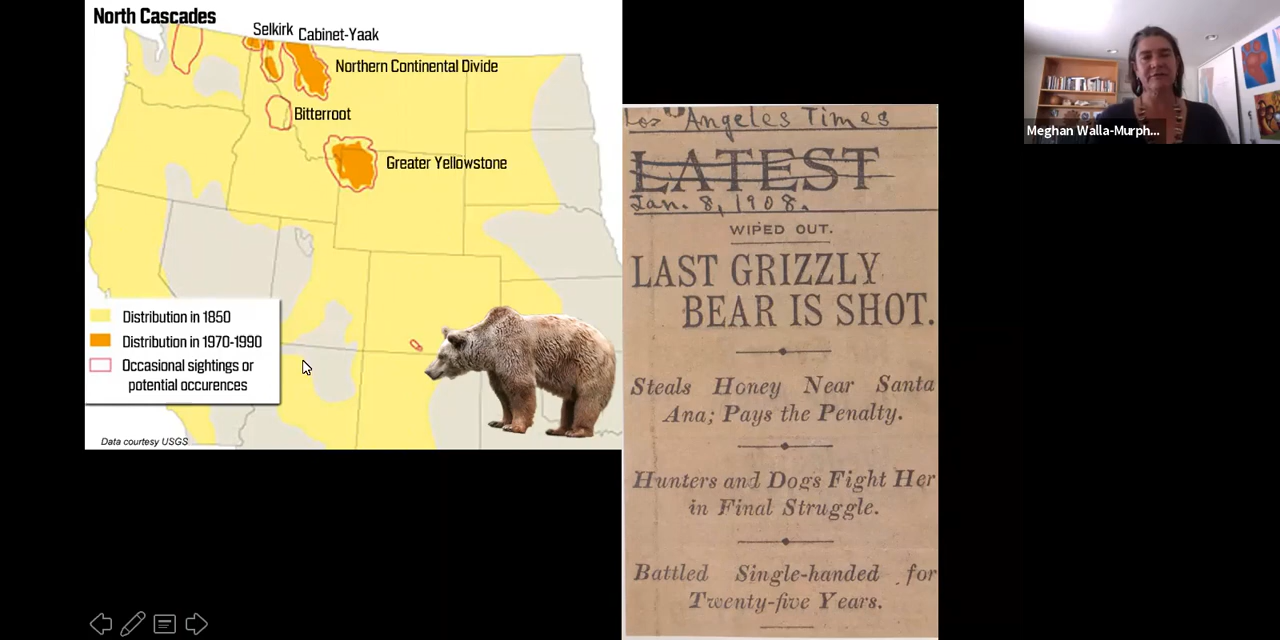 North Cascades
Selkirk
Cabinet-Yaak
Northern Continental Divide
Bitterroot
Greater Yellowstone
Distribution in 1850
Distribution in 1970-1990
Occasional sightings or
potential occurences
Data courtesy USGS
Los Angeles Times
LATEST
Jan. 8, 1908.
WIPED OUT.
LAST GRIZZLY
BEAR IS SHOT.
Steals Honey Near Santa
Ana; Pays the Penalty.
Hunters and Dogs Fight Her
in Final Struggle.
Battled Single-handed for
Twenty-five Years.
Meghan Walla-Murph...